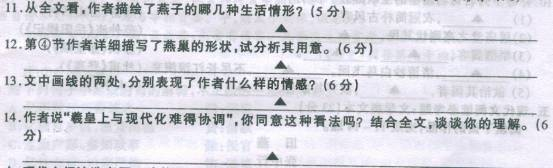 11.从全文看,作者描绘了燕子的哪几种生活情形?(5分)
▲
12.第④节作者详细描写了燕巢的形状,试分析其用意。(6分)
▲
13.文中画线的两处,分别表现了作者什么样的情感?(6分)
▲
14.作者说“羲皇上与现代化难得协调”,你同意这种看法吗?结合全文,谈谈你的理解。(6
分)
▲